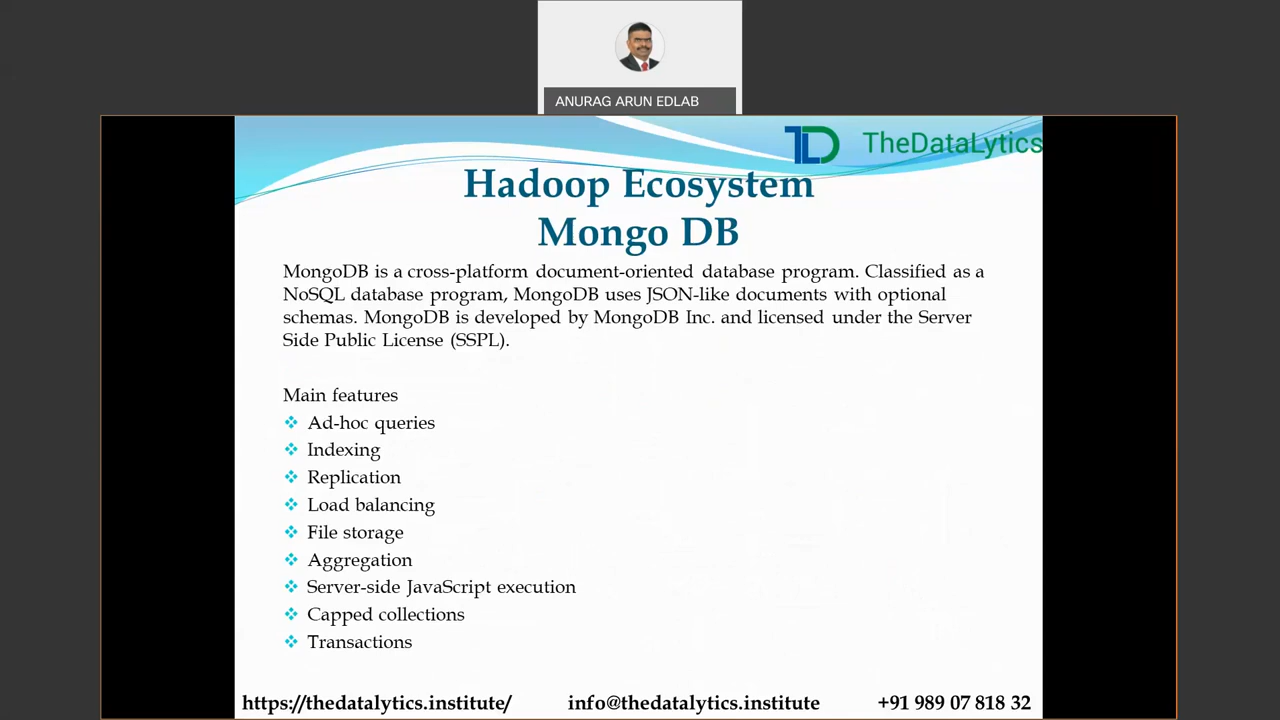 ANURAG ARUN EDLAB
TheDataLytics
Hadoop Ecosystem
Mongo DB
MongoDB is a cross-platform document-oriented database program. Classified as a
NoSQL database program, MongoDB uses JSON-like documents with optional
schemas. MongoDB is developed by MongoDB Inc. and licensed under the Server
Side Public License (SSPL).
Main features
❖ Ad-hoc queries
❖ Indexing
❖ Replication
❖ Load balancing
❖ File storage
❖ Aggregation
❖ Server-side JavaScript execution
❖ Capped collections
❖ Transactions
https://thedatalytics.institute/ info@thedatalytics.institute +91 989 07 818 32